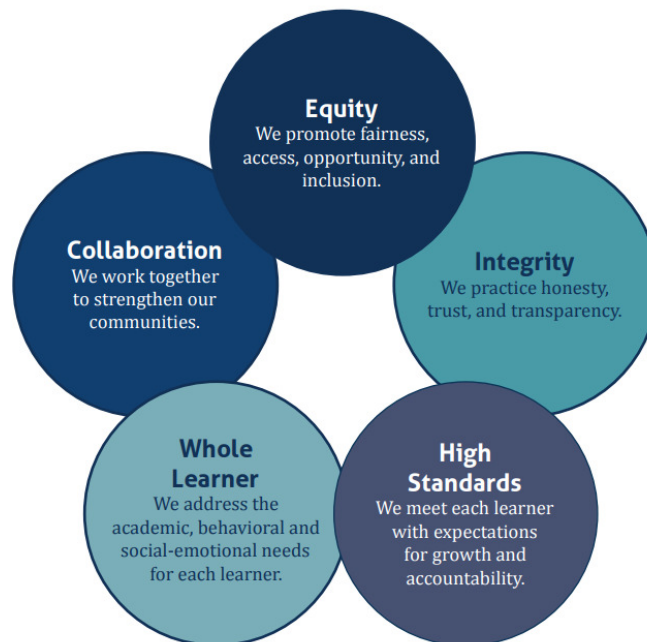 Equity
We promote fairness,
access, opportunity, and
inclusion.
Collaboration
We work together
to strengthen our
communities.
Integrity
We practice honesty,
trust, and transparency.
Whole
Learner
We address the
academic, behavioral and
social-emotional needs
for each learner.
High
Standards
We meet each learner
with expectations
for growth and
accountability.